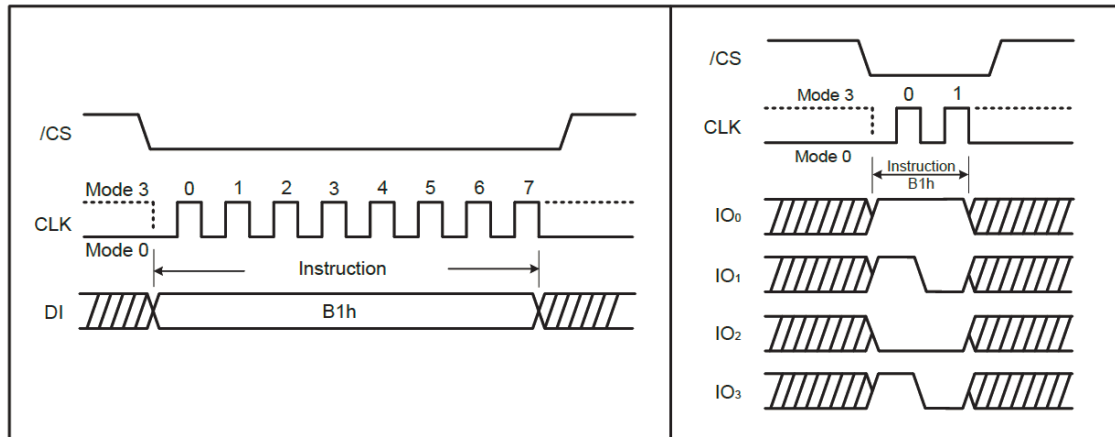 /CS
Mode 3 0 1 2 3 4 5 6 7
CLK
Mode 0
Instruction
DI B1h
/CS
Mode 3 0 1
CLK
Mode 0
Instruction
B1h
IO0
IO1
IO2
IO3